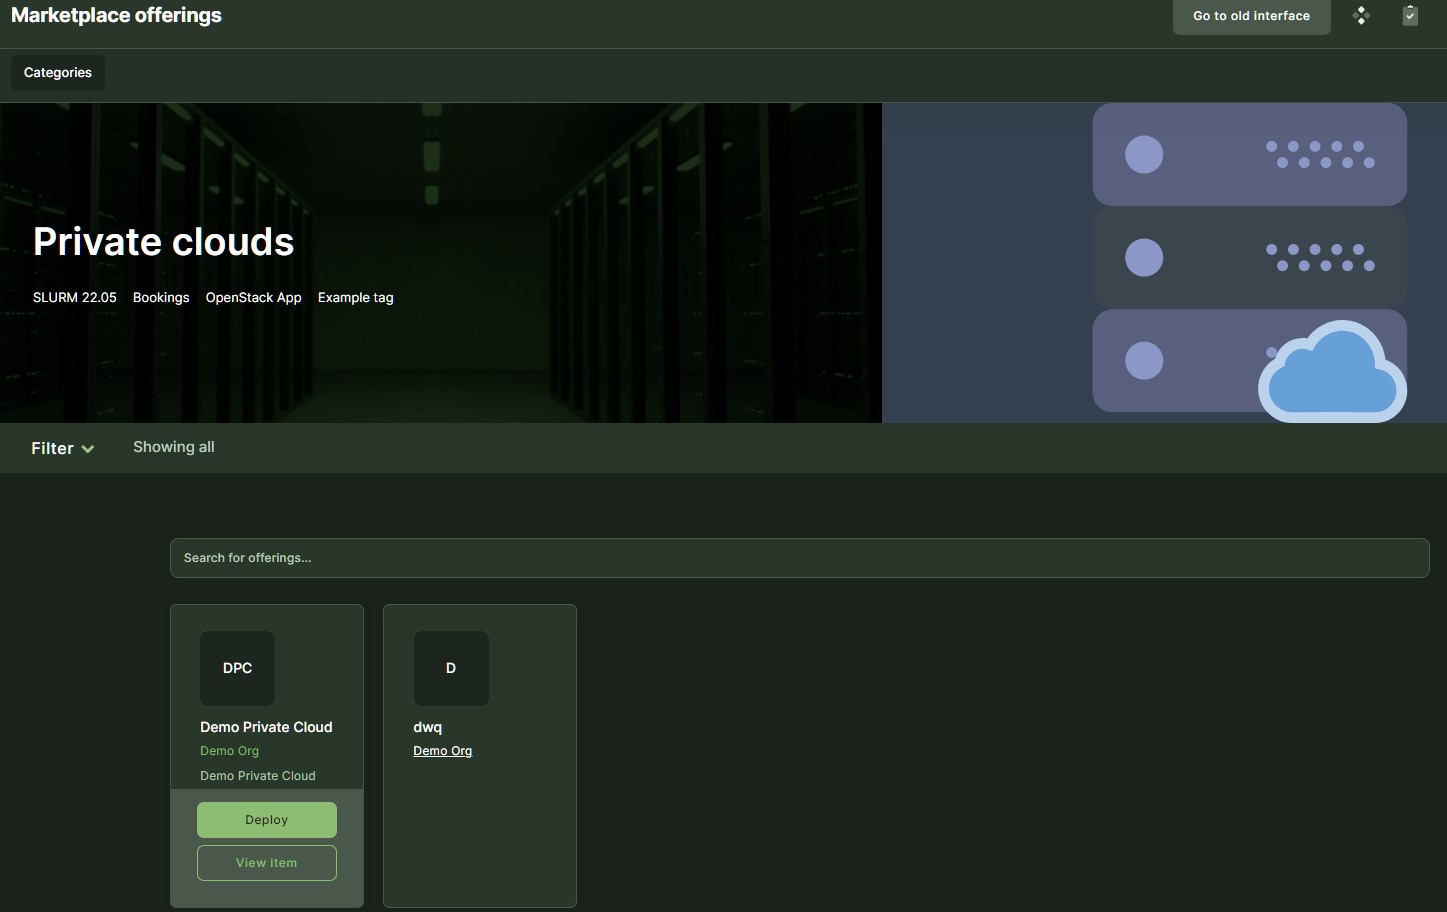 Marketplace offerings
Go to old interface
Categories
Private clouds
SLURM 22.05 Bookings OpenStack App Example tag
Filter Showing all
Search for offerings...
DPC
Demo Private Cloud
Demo Org
Demo Private Cloud
Deploy
View item
D
dwq
Demo Org